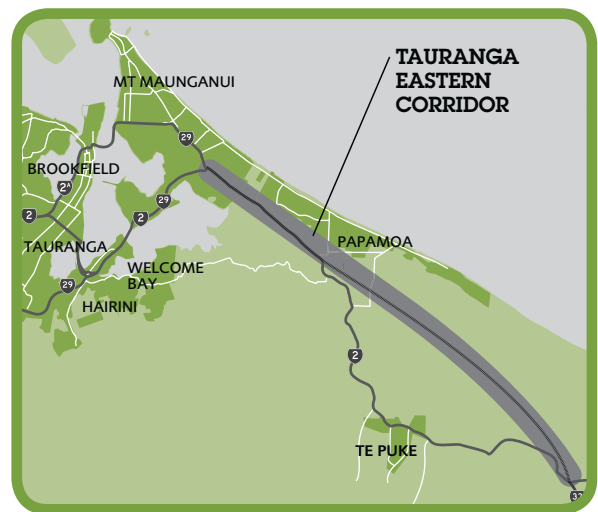 TAURANGA
EASTERN
CORRIDOR
MT MAUNGANUI
29
BROOKFIELD
2A
29
2
2
TAURANGA
PAPAMOA
WELCOME
BAY
29
HAIRINI
2
TE PUKE